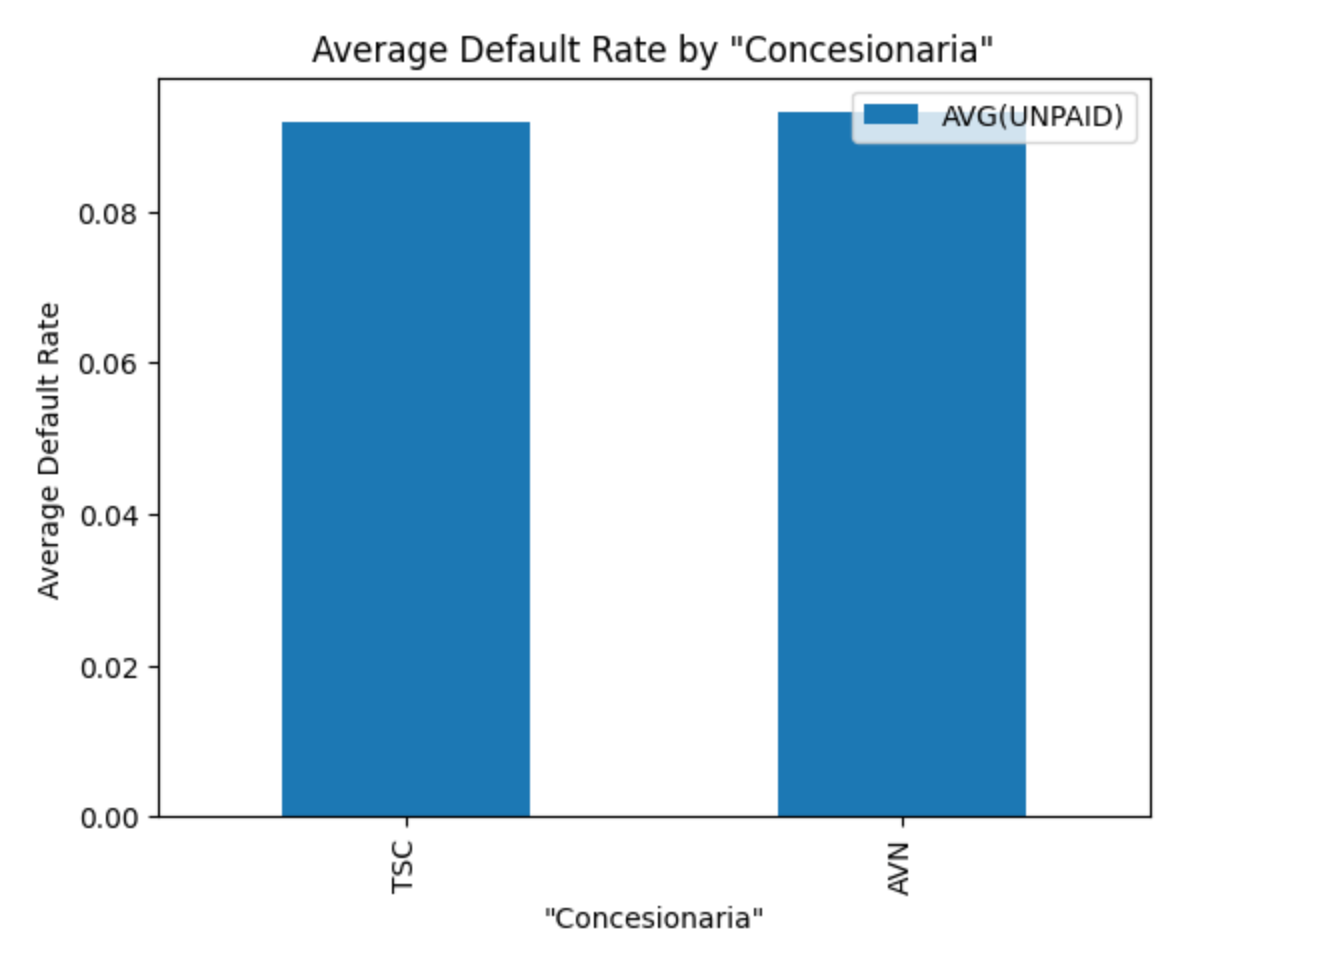 Average Default Rate by "Concesionaria"
AVG(UNPAID)
Average Default Rate
0.08
0.06
0.04
0.02
0.00
TSC
AVN
"Concesionaria"